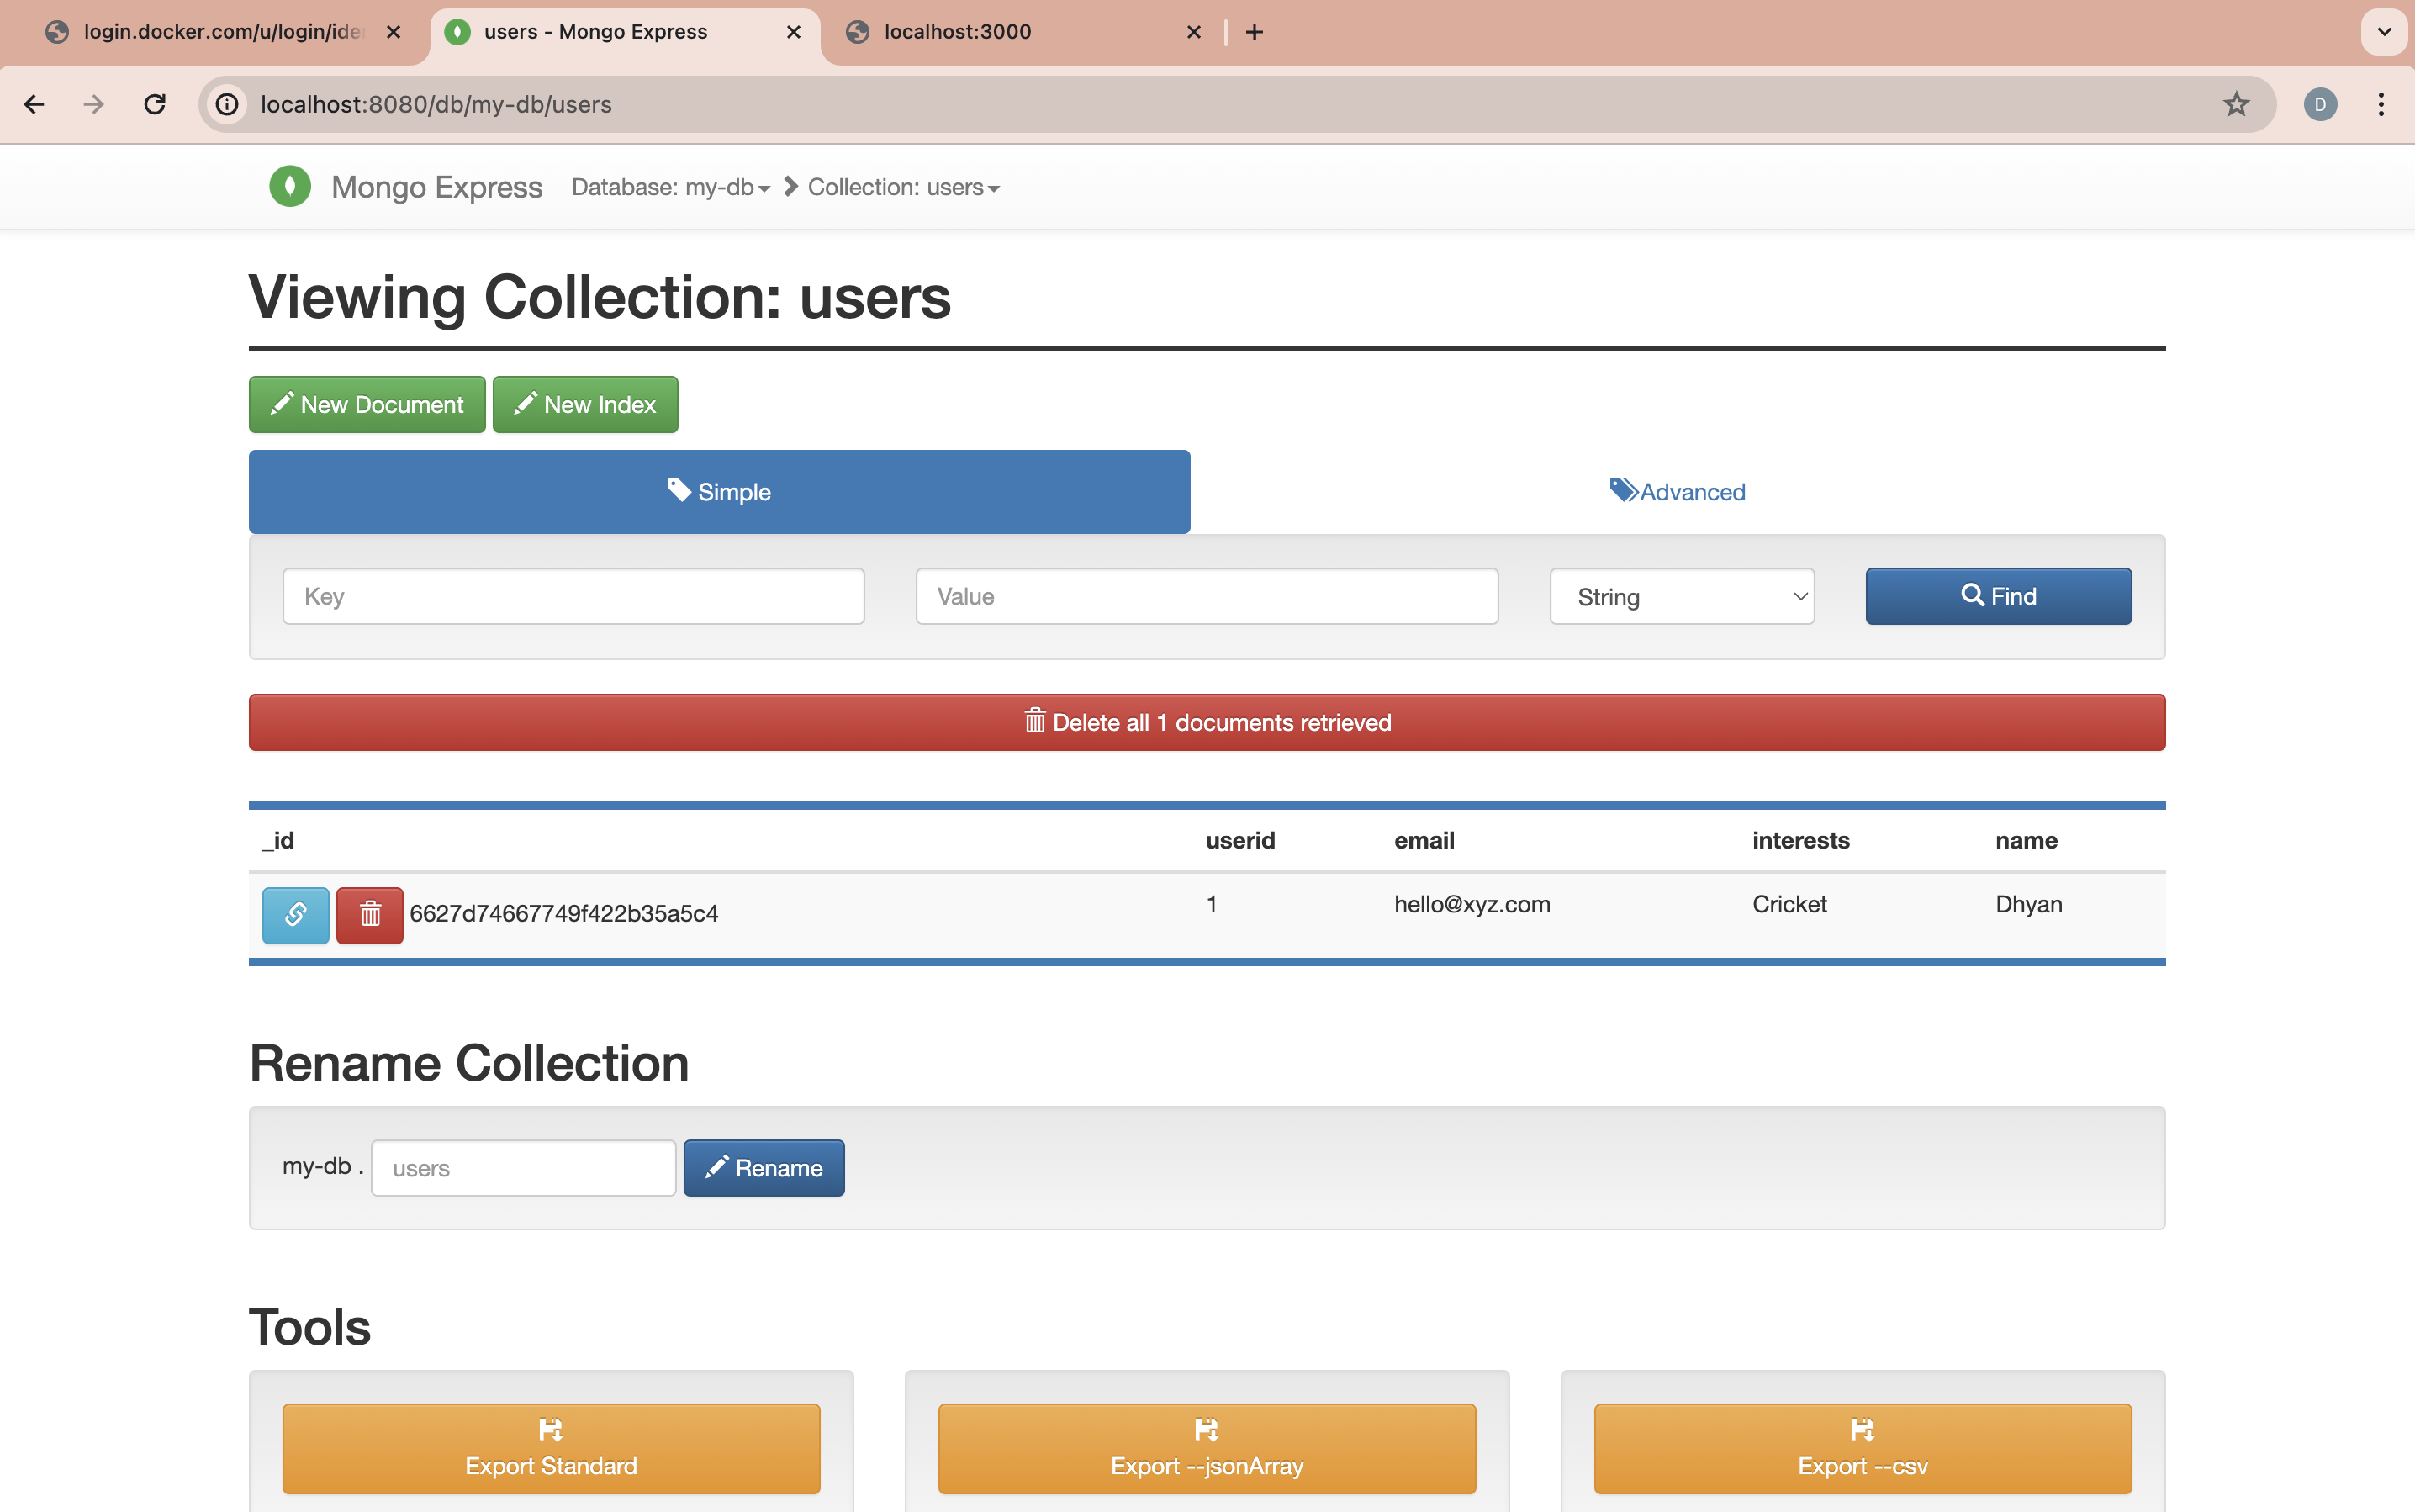 login.docker.com/u/login/ide
users - Mongo Express
localhost:3000
localhost:8080/db/my-db/users
D
Mongo Express Database: my-db Collection: users
Viewing Collection: users
New Document New Index
Simple Advanced
Key Value String Find
Delete all 1 documents retrieved
_id userid email interests name
6627d74667749f422b35a5c4 1 hello@xyz.com Cricket Dhyan
Rename Collection
my-db . users Rename
Tools
Export Standard Export --jsonArray Export --csv